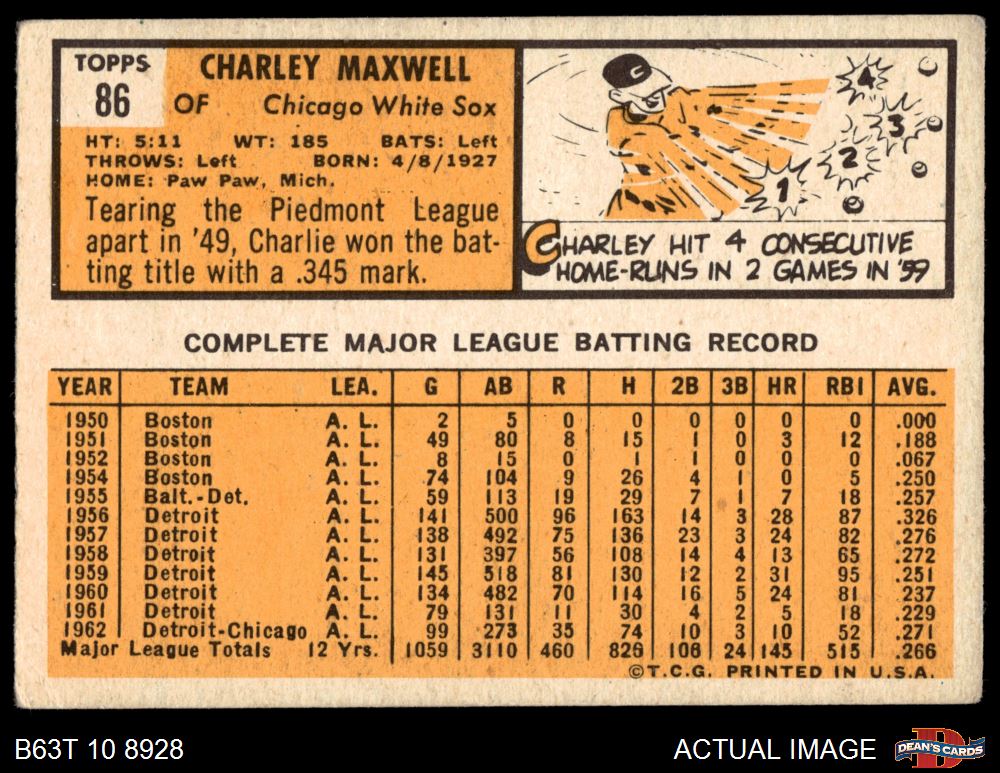 TOPPS
86
CHARLEY MAXWELL
OF Chicago White Sox
HT: 5:11 WT: 185 BATS: Left
THROWS: Left BORN: 4/8/1927
HOME: Paw Paw, Mich.
Tearing the Piedmont League
apart in '49, Charlie won the bat-
ting title with a .345 mark.
1
2
3
4
CHARLEY HIT 4 CONSECUTIVE
HOME-RUNS IN 2 GAMES IN '59
COMPLETE MAJOR LEAGUE BATTING RECORD
YEAR TEAM LEA. G AB R H 2B 3B HR RBI AVG.
1950 Boston A. L. 2 5 0 0 0 0 0 0 .000
1951 Boston A. L. 49 80 8 15 1 0 3 12 .188
1952 Boston A. L. 8 15 0 1 1 0 0 0 .067
1954 Boston A. L. 74 104 9 26 4 1 0 5 .250
1955 Balt.-Det. A. L. 59 113 19 29 7 1 7 18 .257
1956 Detroit A. L. 141 500 96 163 14 3 28 87 .326
1957 Detroit A. L. 138 492 75 136 23 3 24 82 .276
1958 Detroit A. L. 131 397 56 108 14 4 13 65 .272
1959 Detroit A. L. 145 518 81 130 12 2 31 95 .251
1960 Detroit A. L. 134 482 70 114 16 5 24 81 .237
1961 Detroit A. L. 79 131 11 30 4 2 5 18 .229
1962 Detroit-Chicago A. L. 99 273 35 74 10 3 10 52 .271
Major League Totals 12 Yrs. 1059 3110 460 826 106 24 145 515 .266
©T.C.G. PRINTED IN U.S.A.
B63T 10 8928
ACTUAL IMAGE
D
DEAN'S CARDS